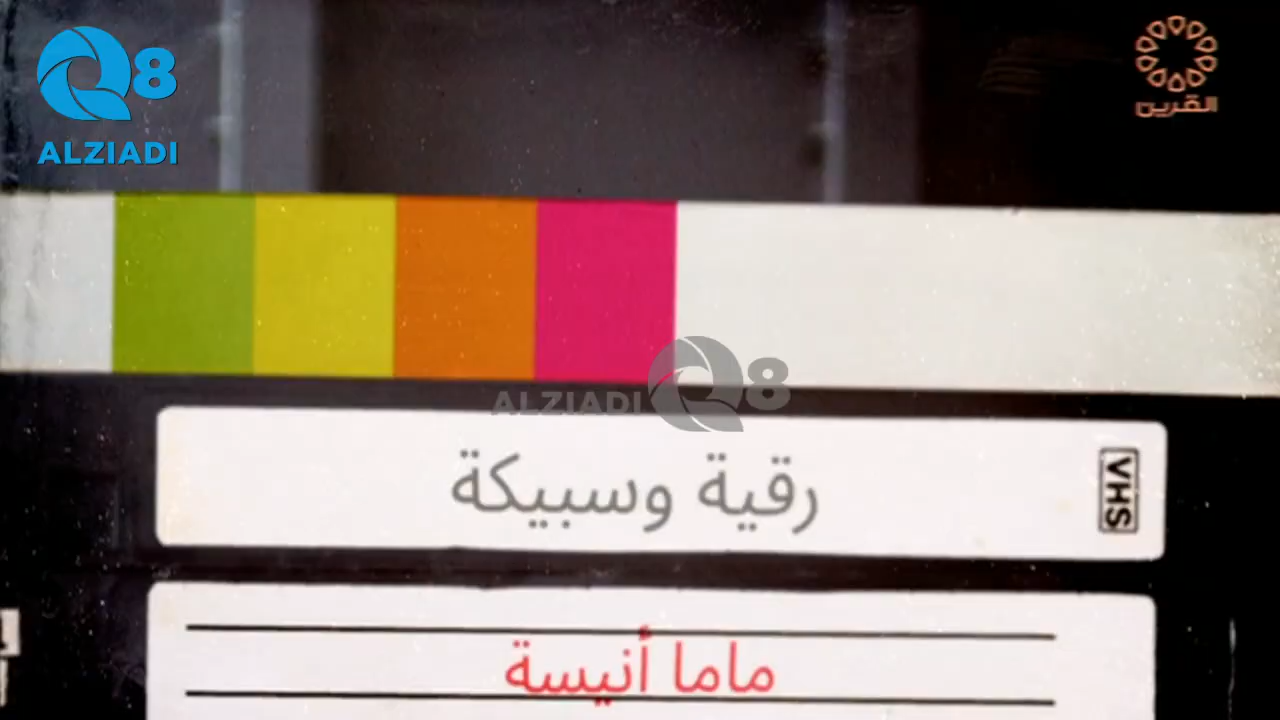 Q8
ALZIADI
القرين
ALZIADI Q8
رقية وسبيكة
VHS
ماما أنيسة